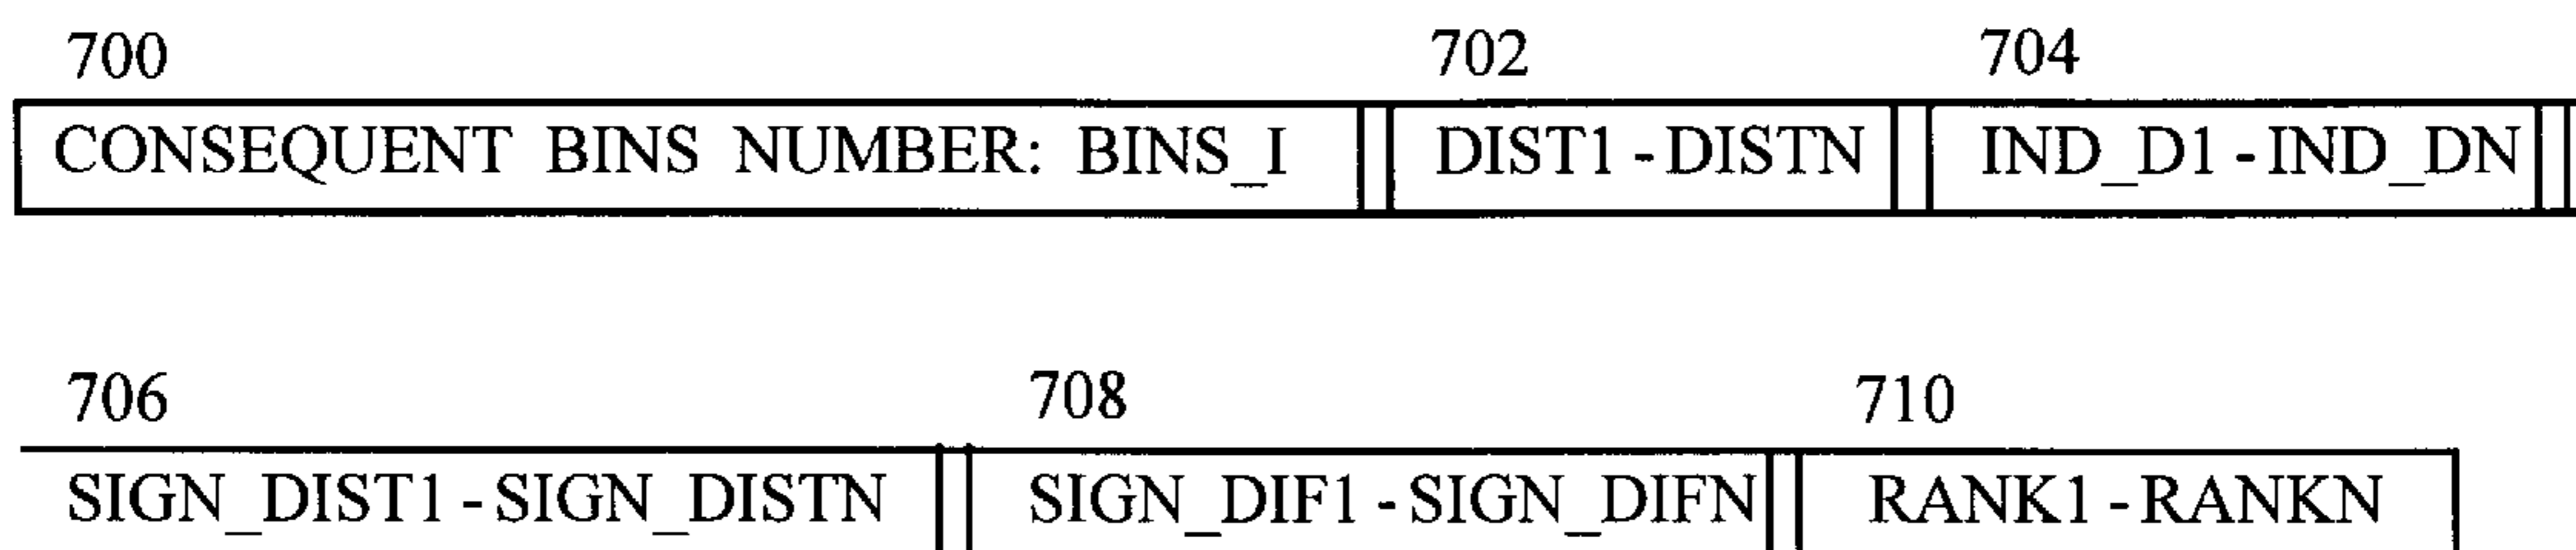 700 702 704
CONSEQUENT BINS NUMBER: BINS_I DIST1 - DISTN IND_D1 - IND_DN
706 708 710
SIGN_DIST1 - SIGN_DISTN SIGN_DIF1 - SIGN_DIFN RANK1 - RANKN